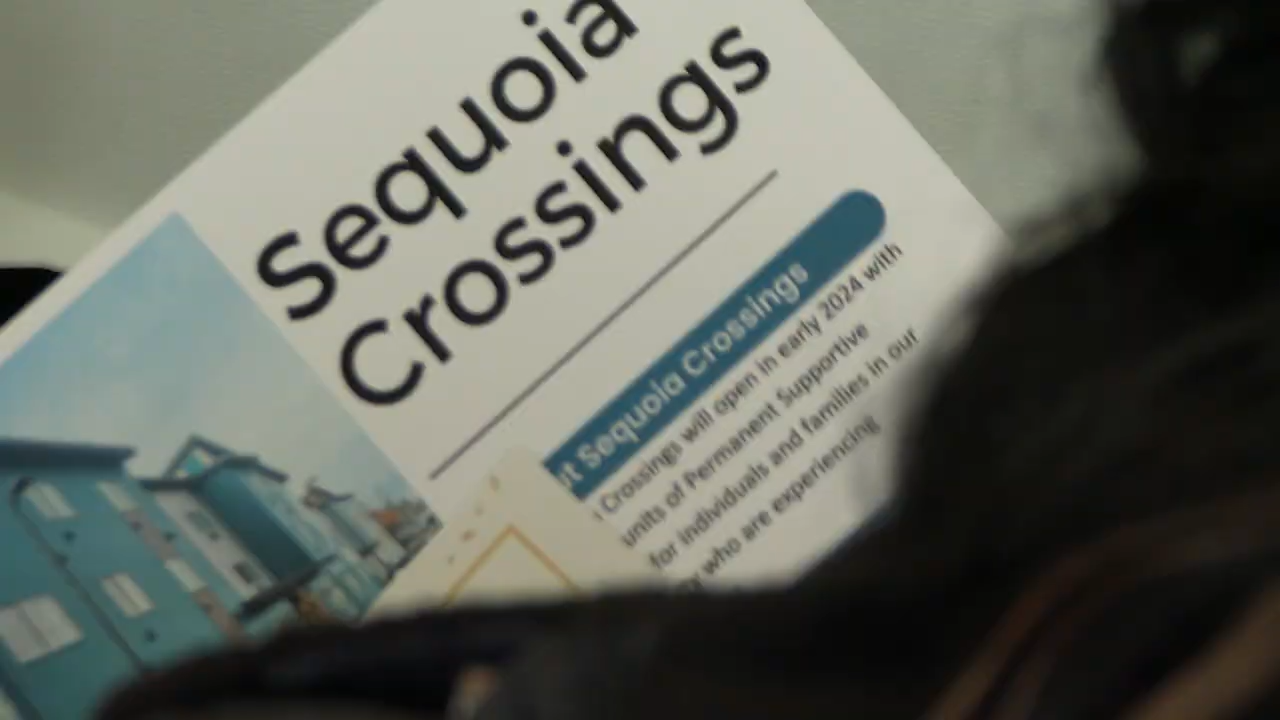 Sequoia
Crossings
Sequoia Crossings
Crossings will open in early 2024 with
units of Permanent Supportive
for individuals and families in our
who are experiencing